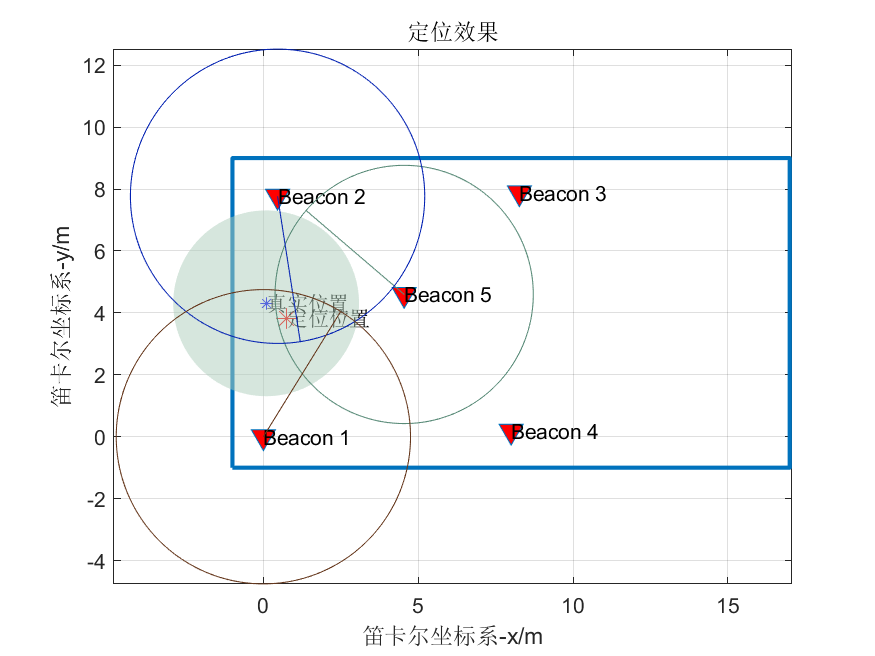 定位效果
12
10
8
6
4
2
0
-2
-4
笛卡尔坐标系-y/m
Beacon 2
Beacon 3
Beacon 5
真实位置
定位位置
Beacon 1
Beacon 4
0
5
10
15
笛卡尔坐标系-x/m